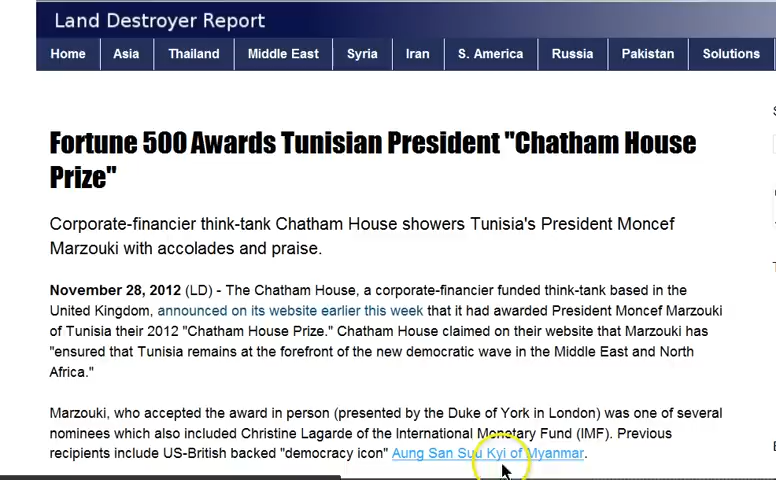 Land Destroyer Report
Home Asia Thailand Middle East Syria Iran S. America Russia Pakistan Solutions
Fortune 500 Awards Tunisian President "Chatham House
Prize"
Corporate-financier think-tank Chatham House showers Tunisia's President Moncef
Marzouki with accolades and praise.
November 28, 2012 (LD) - The Chatham House, a corporate-financier funded think-tank based in the
United Kingdom, announced on its website earlier this week that it had awarded President Moncef Marzouki
of Tunisia their 2012 "Chatham House Prize." Chatham House claimed on their website that Marzouki has
"ensured that Tunisia remains at the forefront of the new democratic wave in the Middle East and North
Africa."
Marzouki, who accepted the award in person (presented by the Duke of York in London) was one of several
nominees which also included Christine Lagarde of the International Monetary Fund (IMF). Previous
recipients include US-British backed "democracy icon" Aung San Suu Kyi of Myanmar.